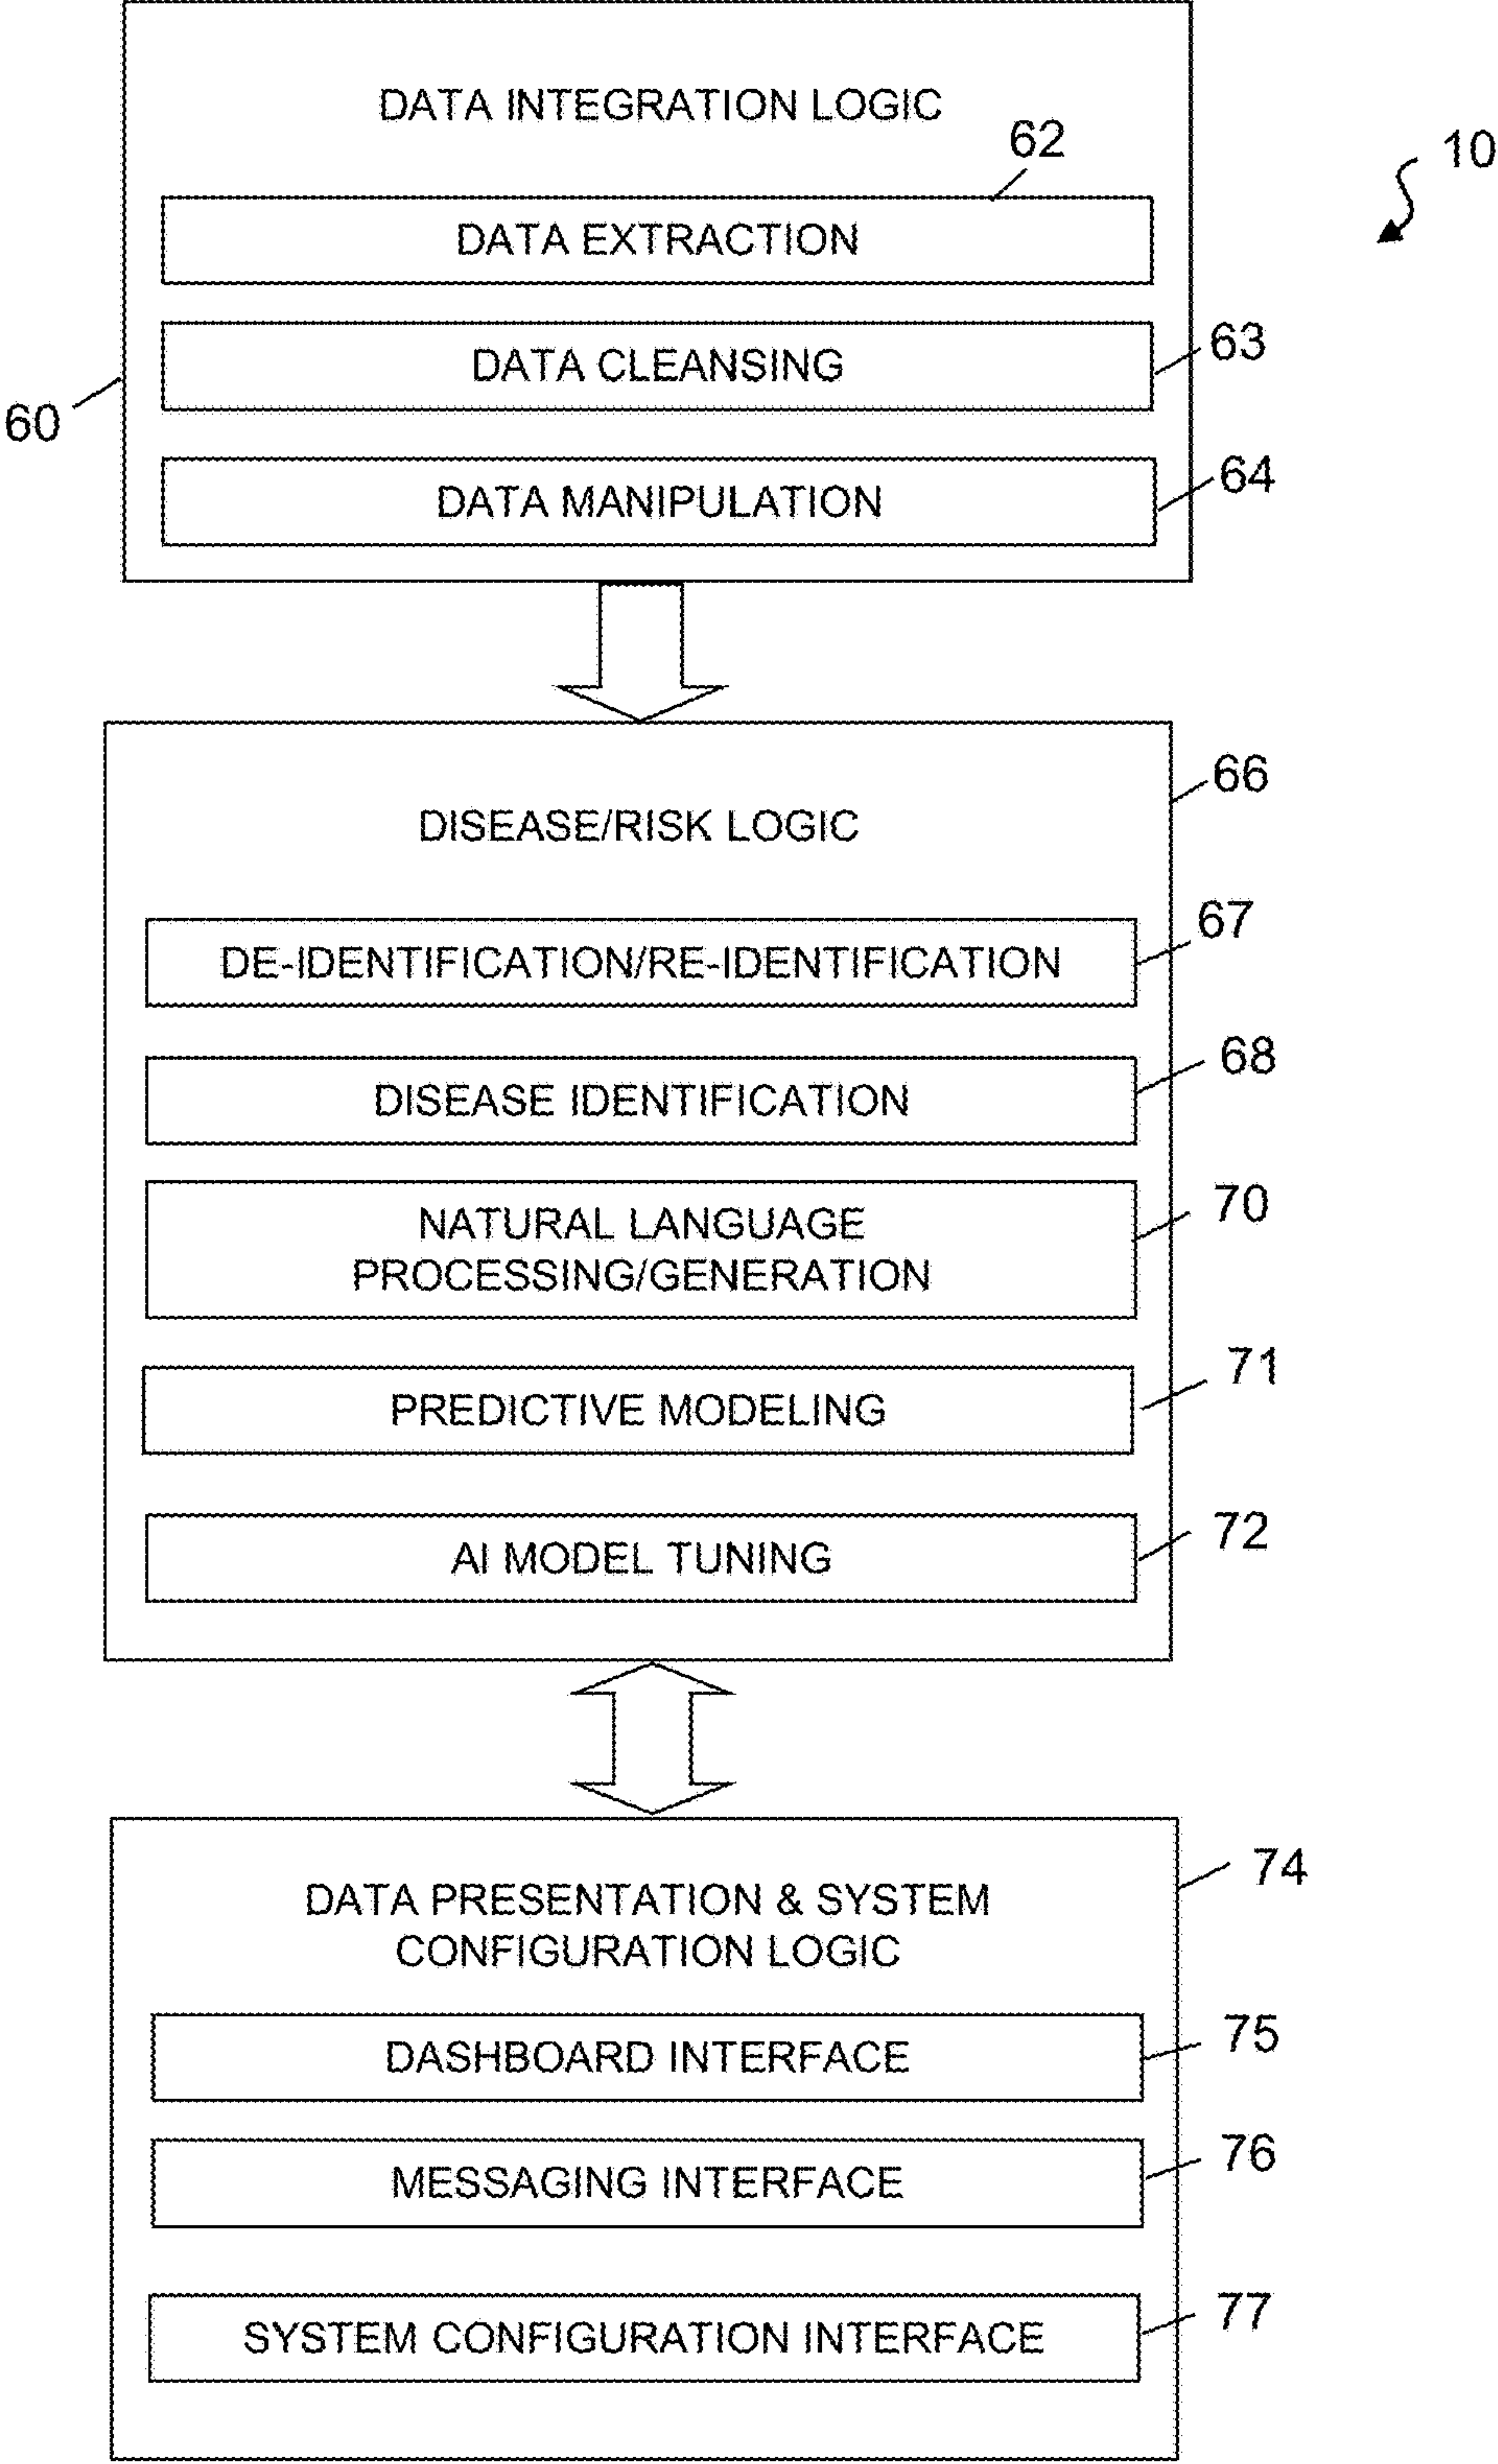 DATA INTEGRATION LOGIC
62
10
DATA EXTRACTION
63
DATA CLEANSING
60
64
DATA MANIPULATION
66
DISEASE/RISK LOGIC
67
DE-IDENTIFICATION/RE-IDENTIFICATION
68
DISEASE IDENTIFICATION
70
NATURAL LANGUAGE
PROCESSING/GENERATION
71
PREDICTIVE MODELING
72
AI MODEL TUNING
74
DATA PRESENTATION & SYSTEM
CONFIGURATION LOGIC
75
DASHBOARD INTERFACE
76
MESSAGING INTERFACE
77
SYSTEM CONFIGURATION INTERFACE